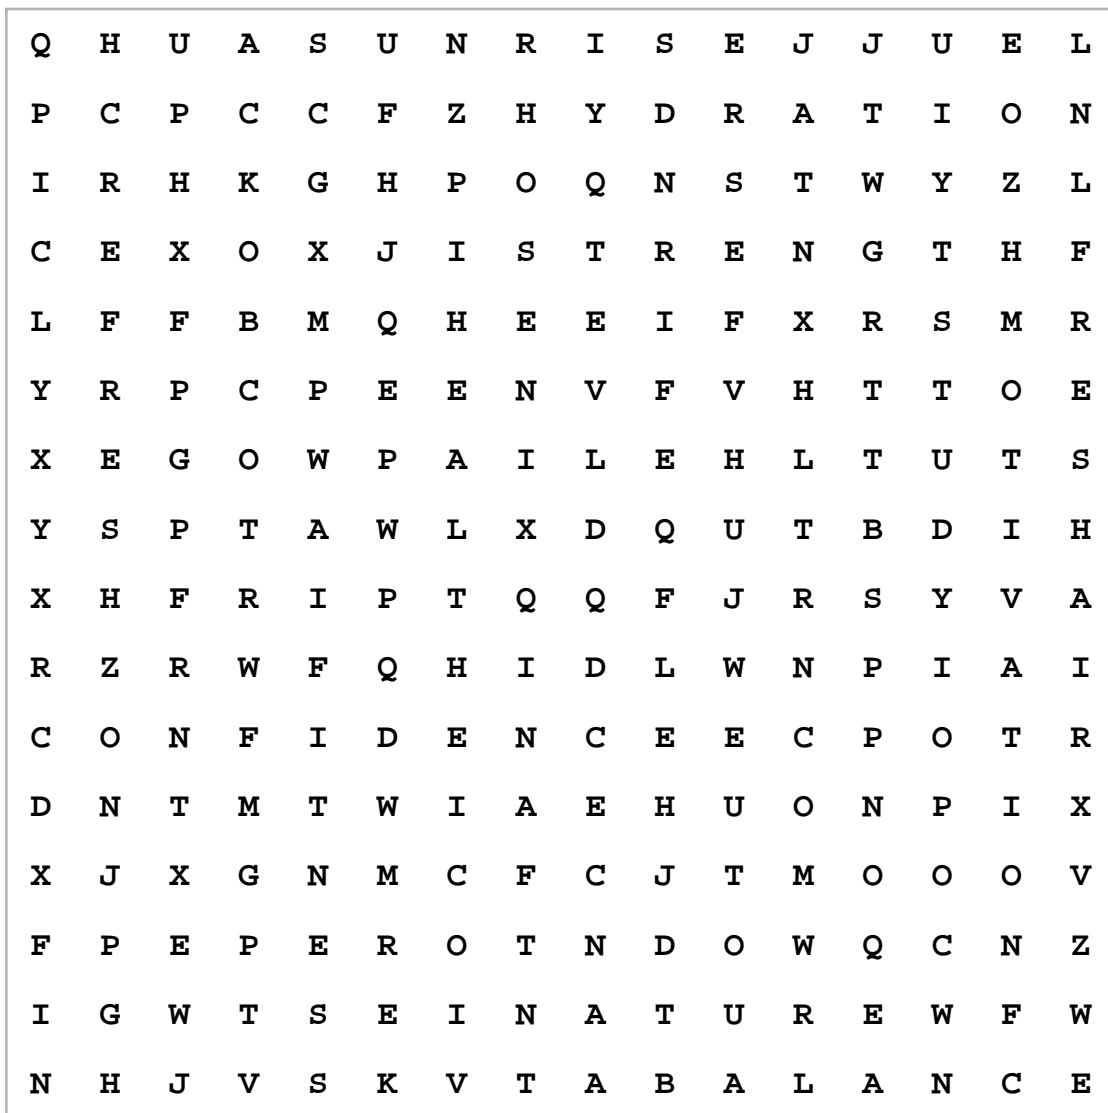 Q H U A S U N R I S E J J U E L
P C P C C F Z H Y D R A T I O N
I R H K G H P O Q N S T W Y Z L
C E X O X J I S T R E N G T H F
L F F B M Q H E E I F X R S M R
Y R P C P E E N V F V H T T O E
X E G O W P A I L E H L T U T S
Y S P T A W L X D Q U T B D I H
X H F R I P T Q Q F J R S Y V A
R Z R W F Q H I D L W N P I A I
C O N F I D E N C E E C P O T R
D N T M T W I A E H U O N P I X
X J X G N M C F C J T M O O O V
F P E P E R O T N D O W Q C N Z
I G W T S E I N A T U R E W F W
N H J V S K V T A B A L A N C E